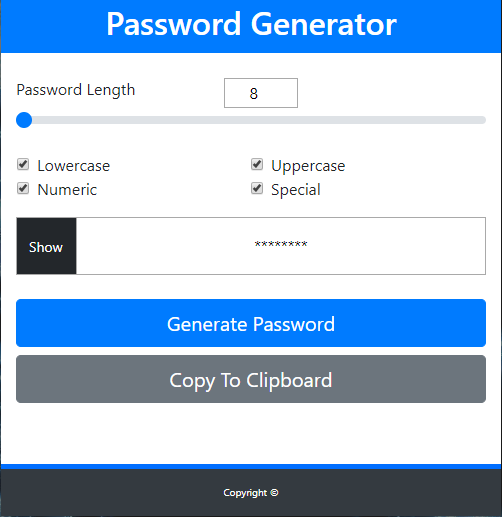 Password Generator
Password Length 8
Lowercase Uppercase
Numeric Special
Show ********
Generate Password
Copy To Clipboard
Copyright ©